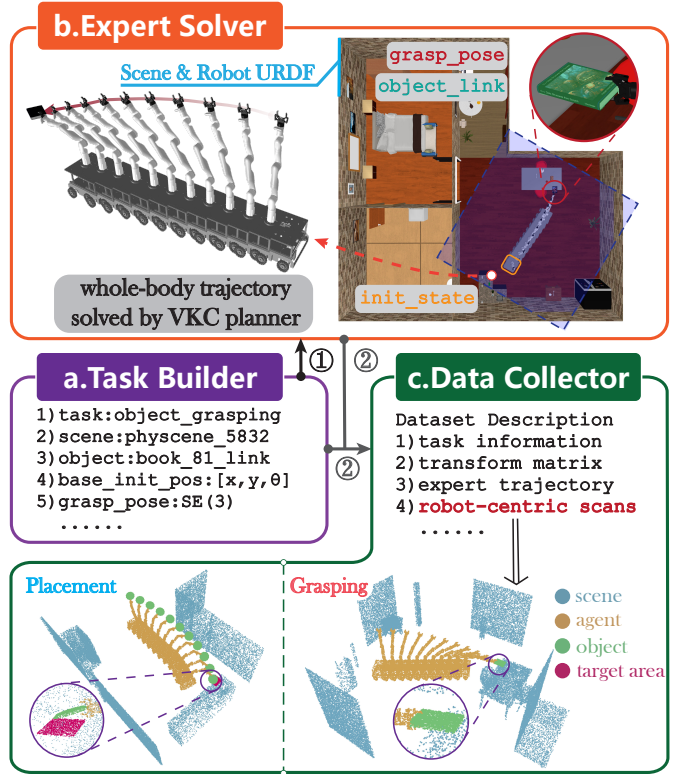 b.Expert Solver
Scene & Robot URDF
grasp_pose
object_link
init_state
whole-body trajectory
solved by VKC planner
①
②
②
a.Task Builder
1)task:object_grasping
2)scene:physcene_5832
3)object:book_81_link
4)base_init_pos:[x,y,θ]
5)grasp_pose:SE(3)
......
c.Data Collector
Dataset Description
1)task information
2)transform matrix
3)expert trajectory
4)robot-centric scans
......
Placement
Grasping
scene
agent
object
target area